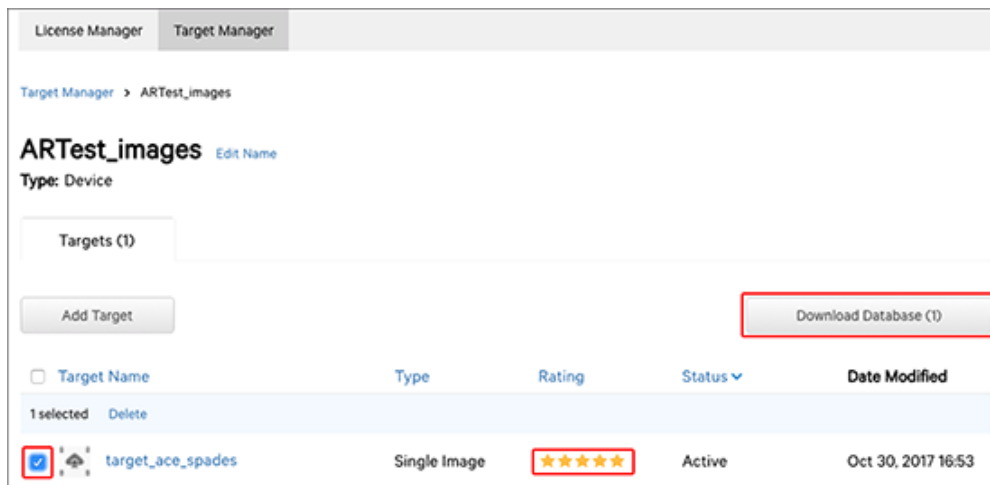 License Manager Target Manager
Target Manager > ARTest_images
ARTest_images Edit Name
Type: Device
Targets (1)
Add Target Download Database (1)
Target Name Type Rating Status Date Modified
1 selected Delete
target_ace_spades Single Image Active Oct 30, 2017 16:53